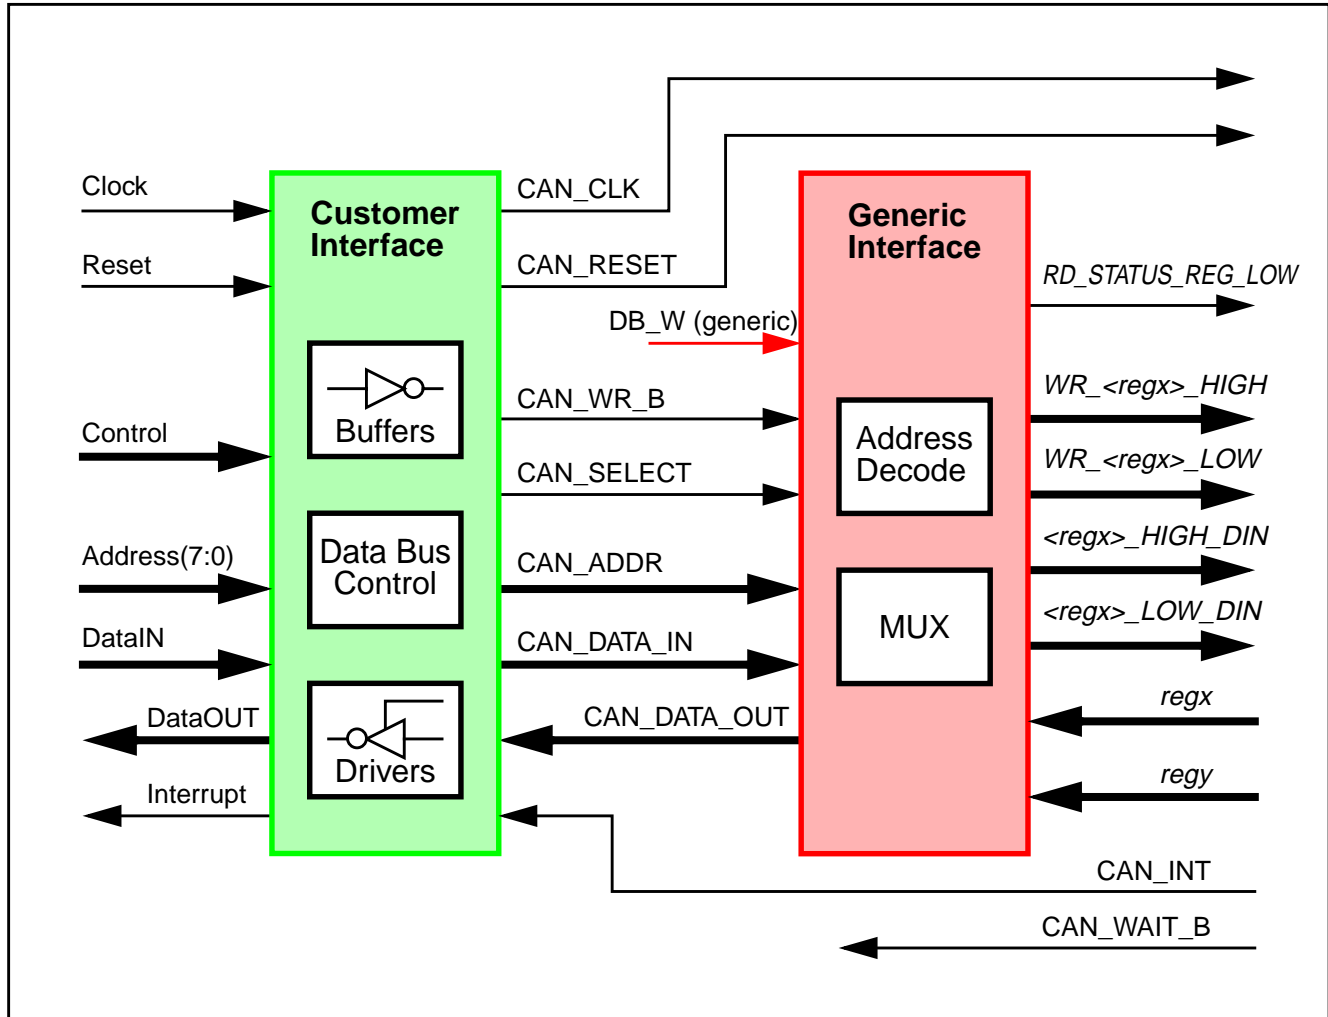 Clock
Reset
Control
Address(7:0)
DataIN
DataOUT
Interrupt
Customer
Interface
Buffers
Data Bus
Control
Drivers
CAN_CLK
CAN_RESET
DB_W (generic)
CAN_WR_B
CAN_SELECT
CAN_ADDR
CAN_DATA_IN
CAN_DATA_OUT
Generic
Interface
Address
Decode
MUX
RD_STATUS_REG_LOW
WR_<regx>_HIGH
WR_<regx>_LOW
<regx>_HIGH_DIN
<regx>_LOW_DIN
regx
regy
CAN_INT
CAN_WAIT_B